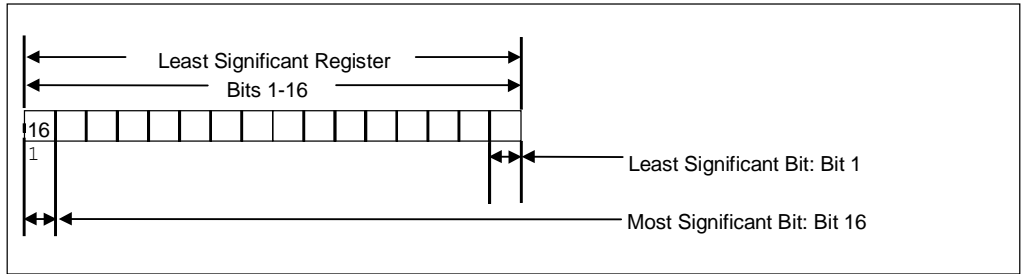 Least Significant Register
Bits 1-16
16
1
Least Significant Bit: Bit 1
Most Significant Bit: Bit 16